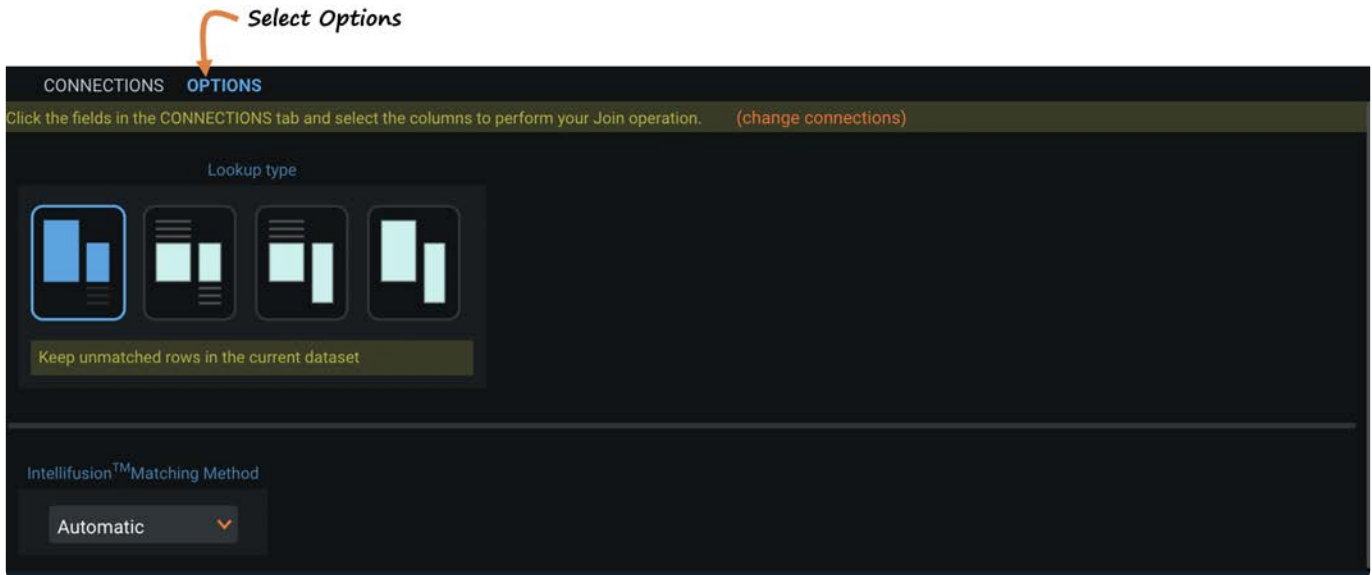 Select Options
CONNECTIONS OPTIONS
Click the fields in the CONNECTIONS tab and select the columns to perform your Join operation. (change connections)
Lookup type
Keep unmatched rows in the current dataset
Intellifusion™Matching Method
Automatic